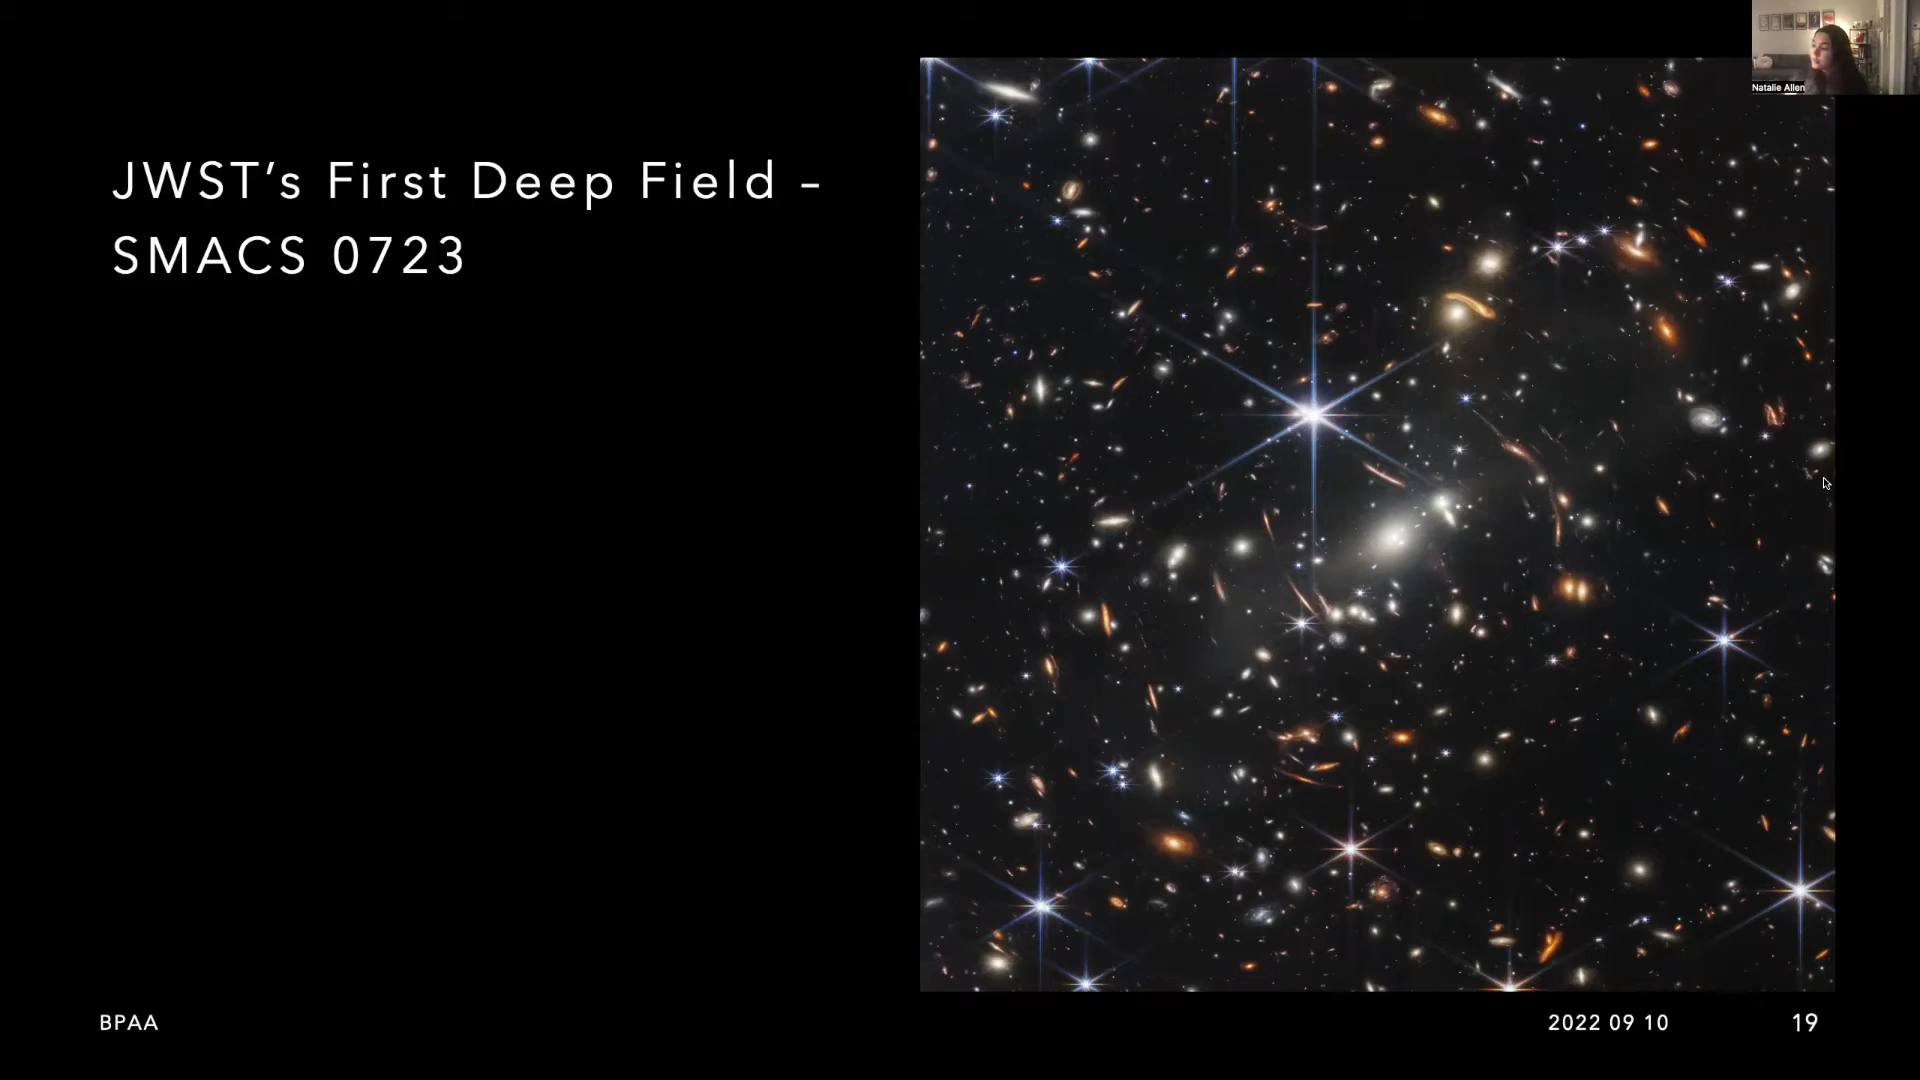 Natalie Allen
JWST’s First Deep Field –
SMACS 0723
BPAA
2022 09 10
19